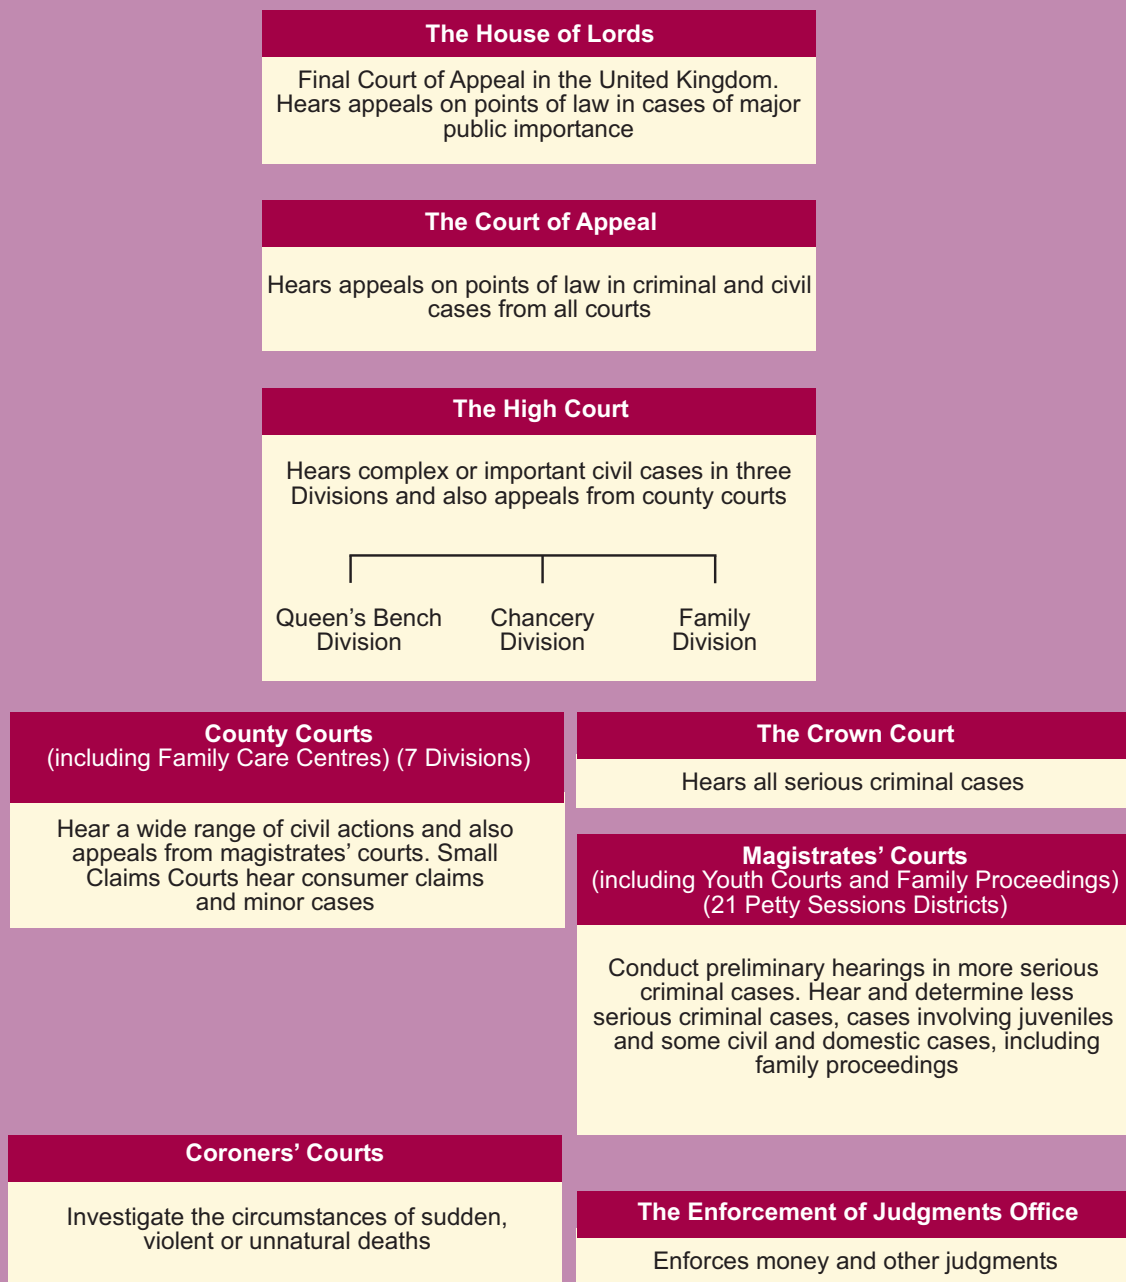 The House of Lords
Final Court of Appeal in the United Kingdom.
Hears appeals on points of law in cases of major
public importance
The Court of Appeal
Hears appeals on points of law in criminal and civil
cases from all courts
The High Court
Hears complex or important civil cases in three
Divisions and also appeals from county courts
Queen’s Bench
Division
Chancery
Division
Family
Division
County Courts
(including Family Care Centres) (7 Divisions)
Hear a wide range of civil actions and also
appeals from magistrates’ courts. Small
Claims Courts hear consumer claims
and minor cases
The Crown Court
Hears all serious criminal cases
Magistrates’ Courts
(including Youth Courts and Family Proceedings)
(21 Petty Sessions Districts)
Conduct preliminary hearings in more serious
criminal cases. Hear and determine less
serious criminal cases, cases involving juveniles
and some civil and domestic cases, including
family proceedings
Coroners’ Courts
Investigate the circumstances of sudden,
violent or unnatural deaths
The Enforcement of Judgments Office
Enforces money and other judgments